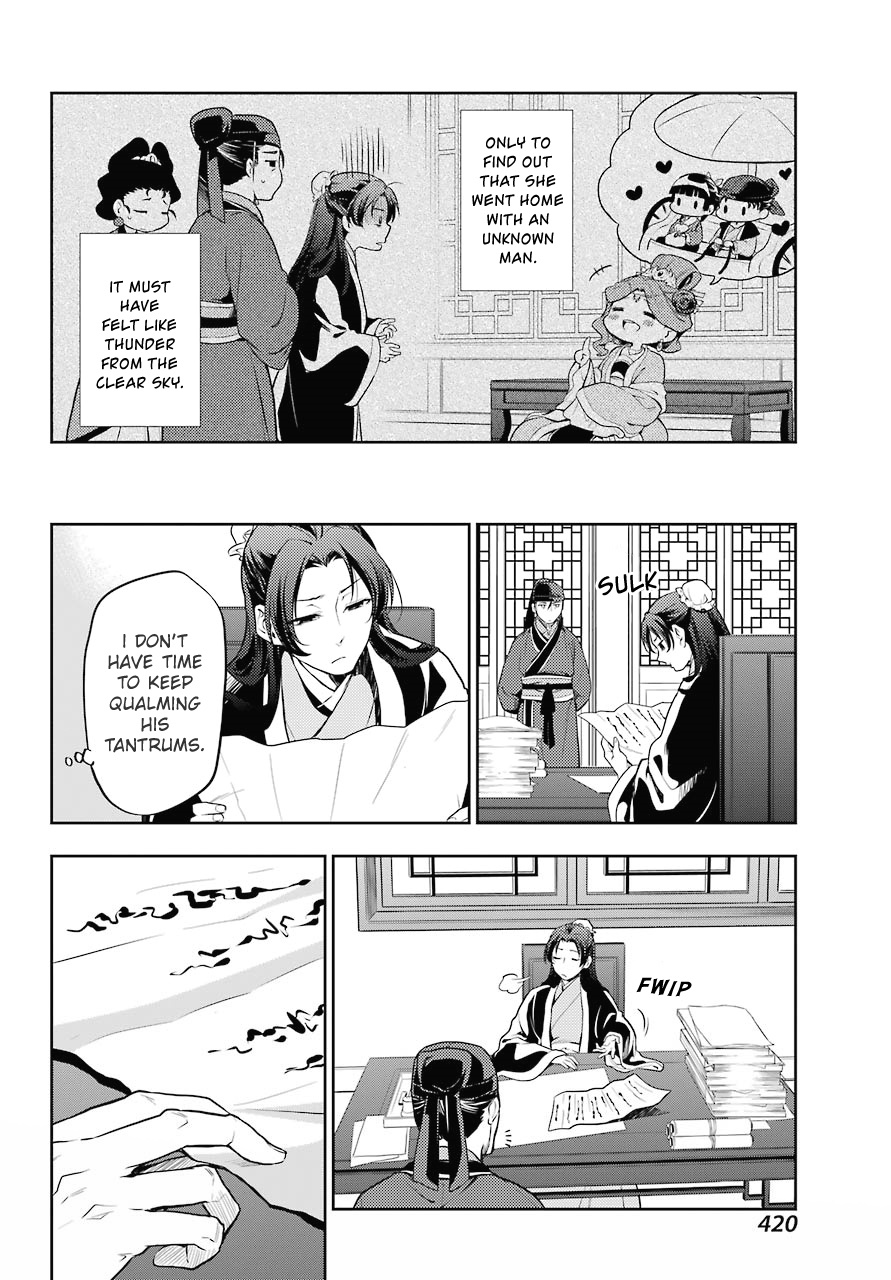 ONLY TO
FIND OUT
THAT SHE
WENT HOME
WITH AN
UNKNOWN
MAN.
IT MUST
HAVE
FELT LIKE
THUNDER
FROM THE
CLEAR SKY.
SULK
I DON'T
HAVE TIME
TO KEEP
QUALMING
HIS
TANTRUMS.
FWIP
420